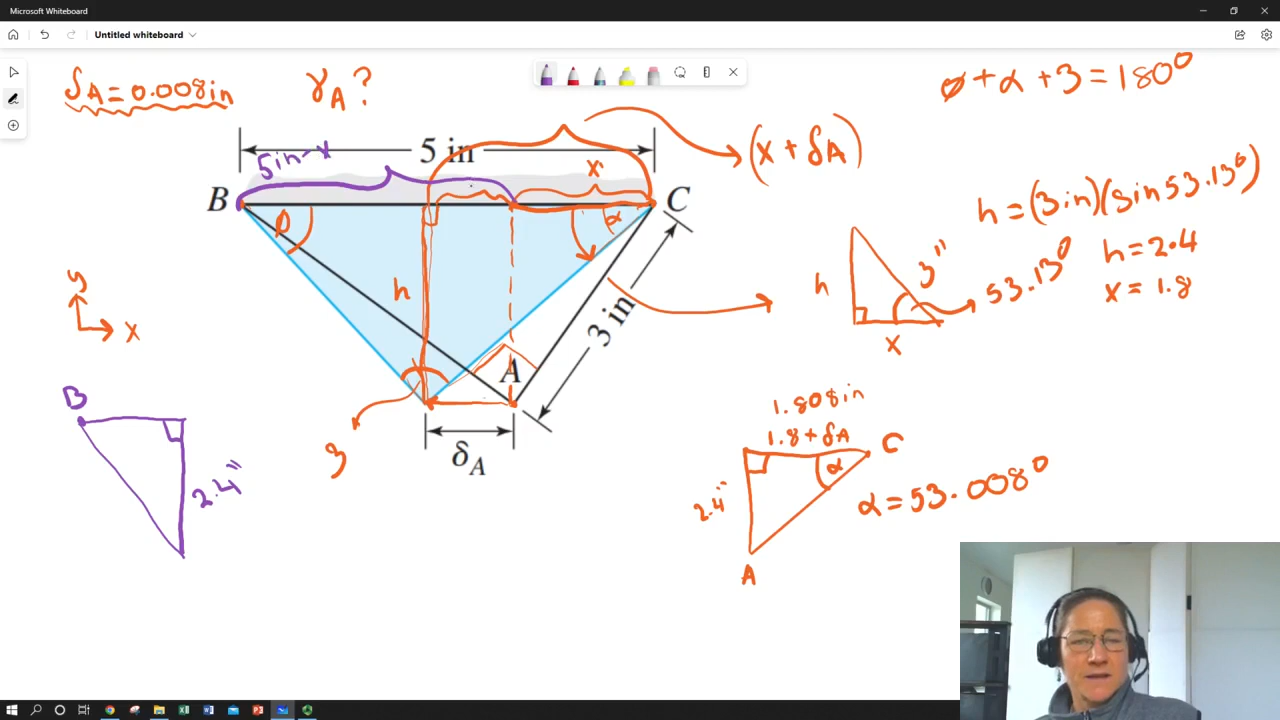 Microsoft Whiteboard
Untitled whiteboard
δA = 0.008in
γA?
ø + α + 3 = 180°
5 in
(x + δA)
5in-x
x
B
C
ø
α
h = (3in)(sin 53.13°)
h = 2.4
x = 1.8
h
3"
53.13°
x
h
3 in
y
x
A
3
δA
B
2.4"
1.808in
1.8 + δA
C
α
2.4"
α = 53.008°
A